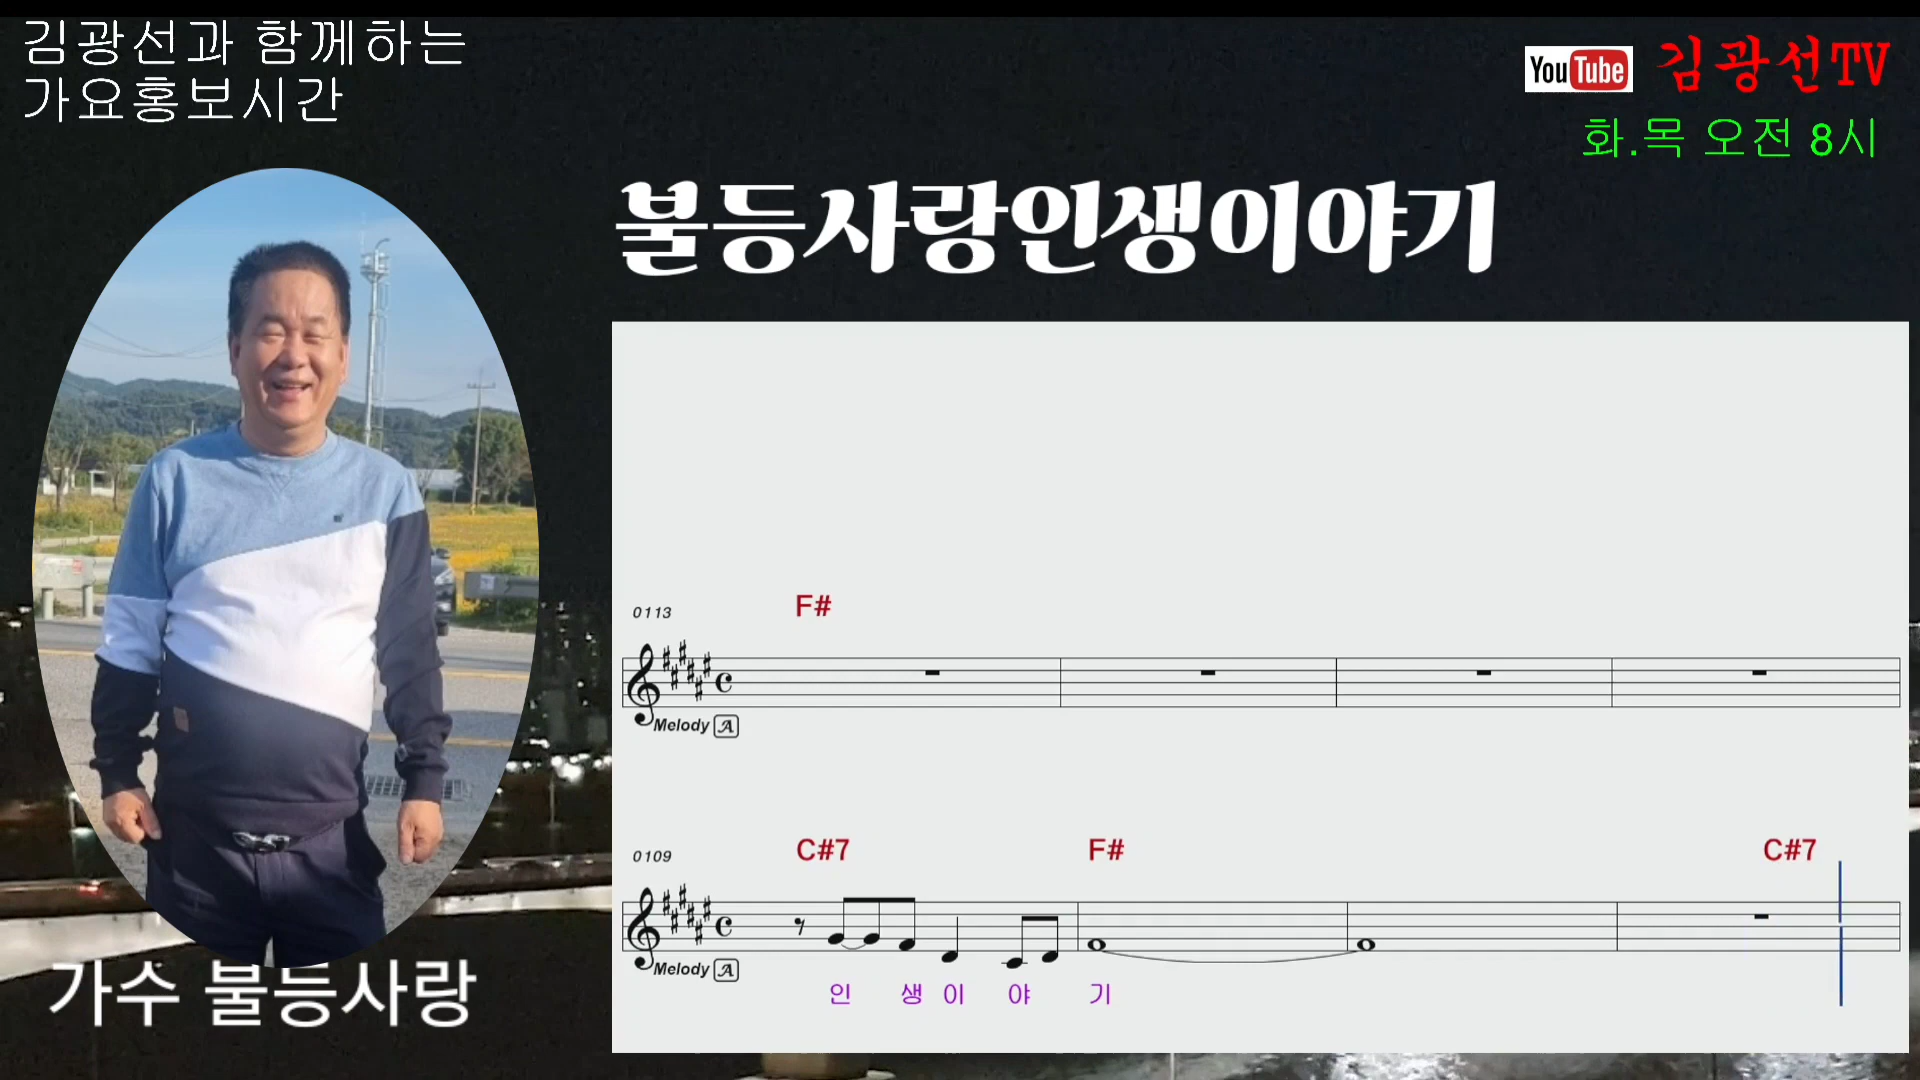 김광선과 함께하는
가요홍보시간
YouTube 김광선TV
화.목 오전 8시
불등사랑인생이야기
0113 F#
Melody A
0109 C#7 F# C#7
Melody A
인 생 이 야 기
가수 불등사랑